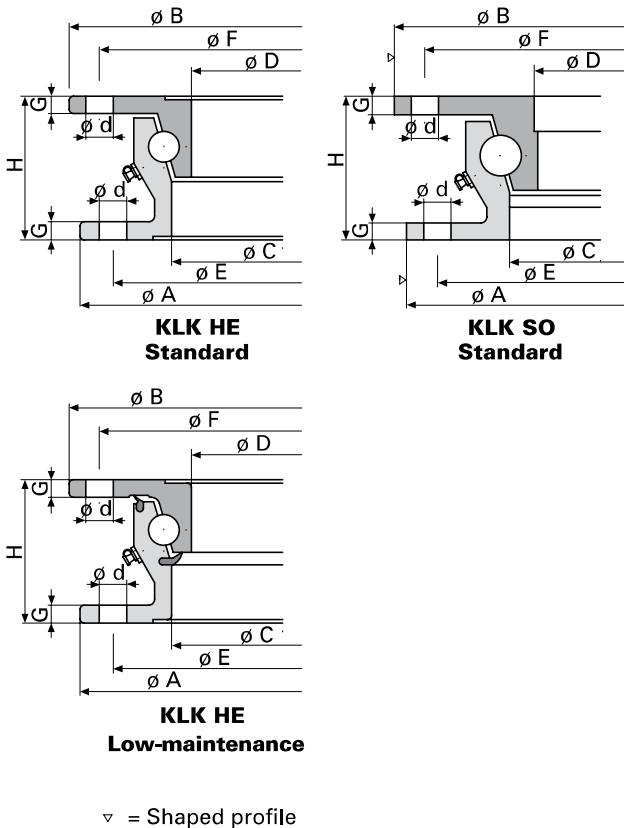 ø B
ø F
ø D
G
ø d
H
ø d
G
ø C
ø E
ø A
KLK HE
Standard
ø B
ø F
ø D
G
ø d
H
ø d
G
ø C
ø E
ø A
KLK SO
Standard
ø B
ø F
ø D
G
ø d
H
ø d
G
ø C
ø E
ø A
KLK HE
Low-maintenance
▽ = Shaped profile